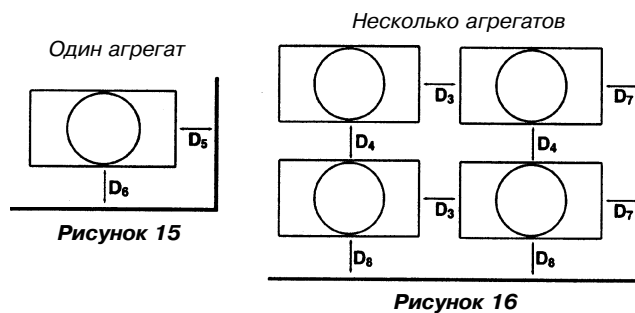 Один агрегат
D5
D6
Рисунок 15
Несколько агрегатов
D3 D7
D4 D4
D3 D7
D8 D8
Рисунок 16